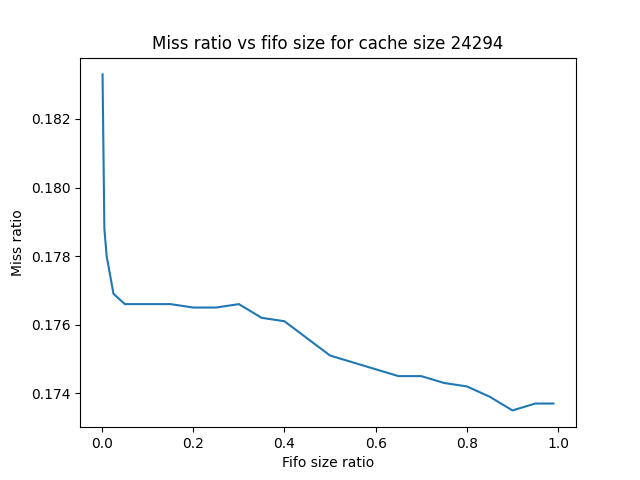 Miss ratio vs fifo size for cache size 24294
0.182
0.180
0.178
0.176
0.174
Miss ratio
0.0 0.2 0.4 0.6 0.8 1.0
Fifo size ratio